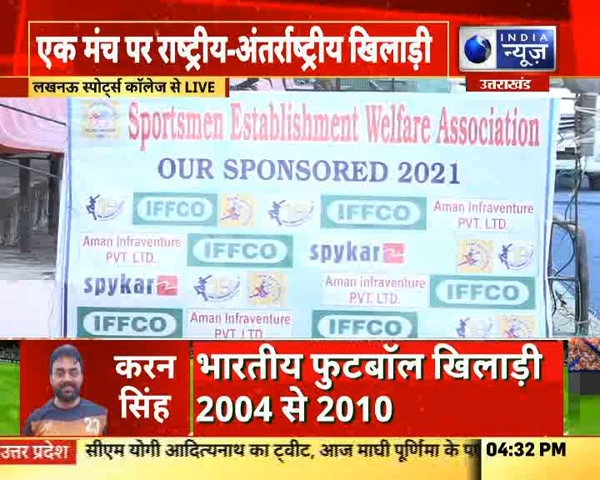 एक मंच पर राष्ट्रीय-अंतर्राष्ट्रीय खिलाड़ी
INDIA
न्यूज़
लखनऊ स्पोर्ट्स कॉलेज से LIVE
उत्तराखंड
Sportsmen Establishment Welfare Association
OUR SPONSORED 2021
IFFCO IFFCO Aman Infraventure PVT. LTD.
Aman Infraventure PVT. LTD. IFFCO spykar
spykar Aman Infraventure PVT. LTD. IFFCO
IFFCO Aman Infraventure PVT. LTD. IFFCO
करन सिंह
भारतीय फुटबॉल खिलाड़ी
2004 से 2010
23
उत्तर प्रदेश सीएम योगी आदित्यनाथ का ट्वीट, आज माघी पूर्णिमा के 04:32 PM